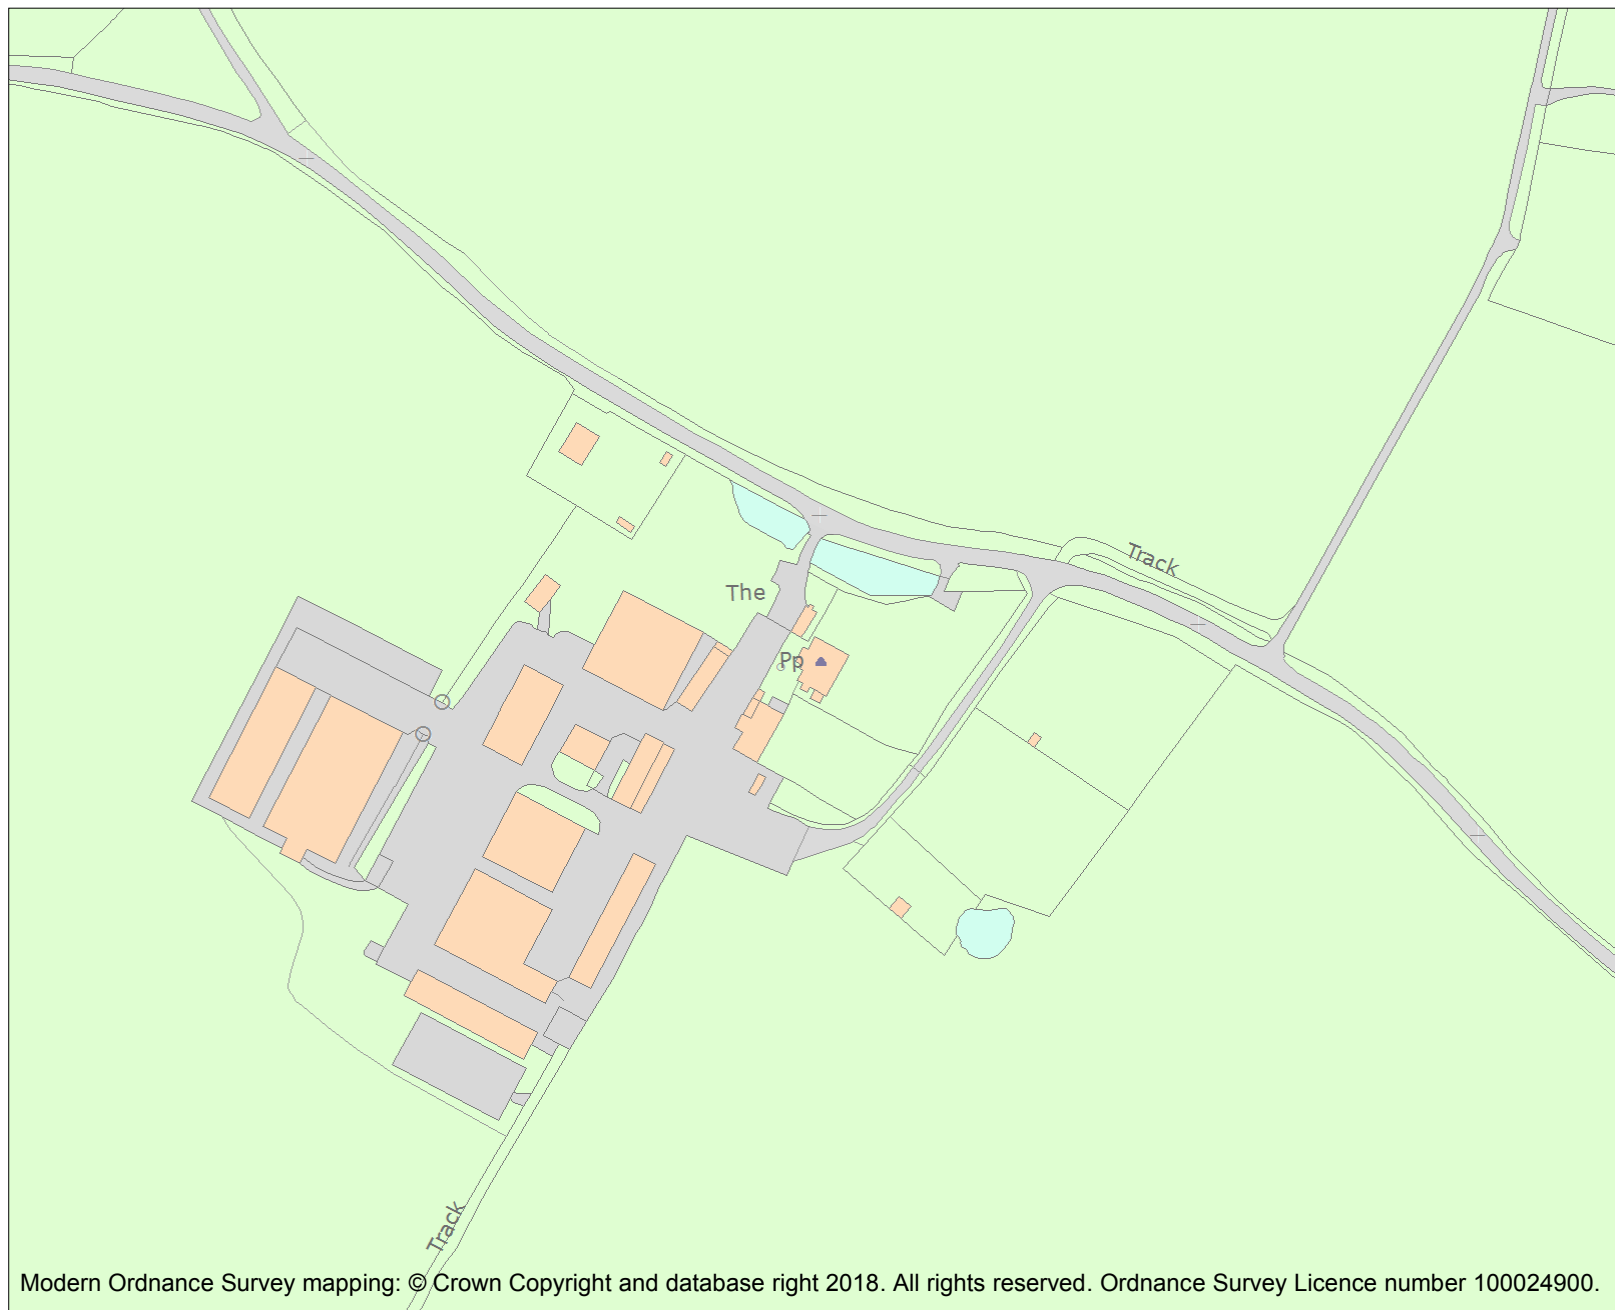 Track
The
Pp
Track
Modern Ordnance Survey mapping: © Crown Copyright and database right 2018. All rights reserved. Ordnance Survey Licence number 100024900.